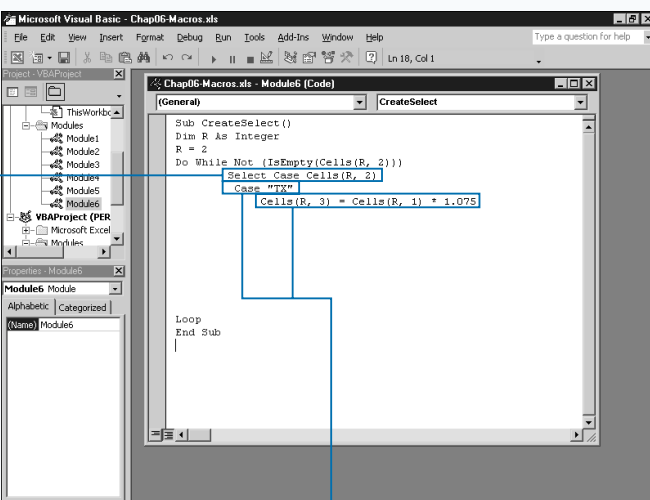 Microsoft Visual Basic - Chap06-Macros.xls
File Edit View Insert Format Debug Run Tools Add-Ins Window Help
Type a question for help
Ln 18, Col 1
Project - VBAProject
ThisWorkbc
Modules
Module1
Module2
Module3
Module4
Module5
Module6
VBAProject (PER
Microsoft Excel
Modules
Properties - Module6
Module6 Module
Alphabetic Categorized
(Name) Module6
Chap06-Macros.xls - Module6 (Code)
(General) CreateSelect
Sub CreateSelect()
Dim R As Integer
R = 2
Do While Not (IsEmpty(Cells(R, 2)))
Select Case Cells(R, 2)
Case "TX"
Cells(R, 3) = Cells(R, 1) * 1.075
Loop
End Sub